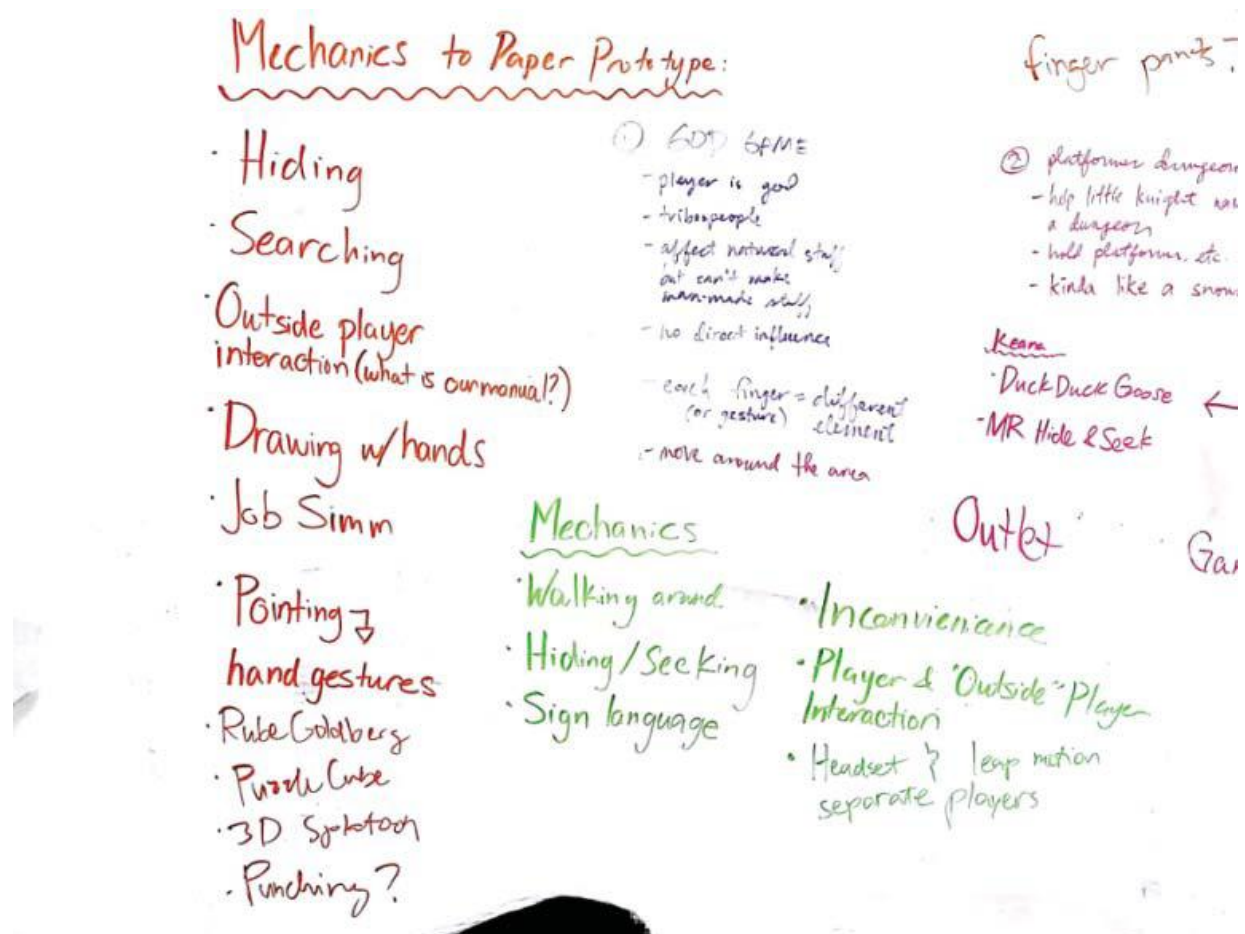 Mechanics to Paper Prototype:
· Hiding
· Searching
· Outside player
interaction (what is our manual?)
· Drawing w/hands
· Job Simm
· Pointing
hand gestures
· Rube Goldberg
· Puzzle Cube
· 3D Splatoon
· Punching?
① GOD GAME
- player is god
- tribespeople
- affect natural stuff
but can't make
man-made stuff
- no direct influence
- each finger = different
(or gesture) element
- move around the area
Mechanics
· Walking around
· Hiding/Seeking
· Sign language
· Inconvienience
· Player & "Outside" Player
Interaction
· Headset } leap motion
separate players
finger
② platformer dungeon
- help little knight
a dungeon
- hold platforms, etc.
- kinda like a
Keana
· Duck Duck Goose ←
· MR Hide & Seek
Outlet